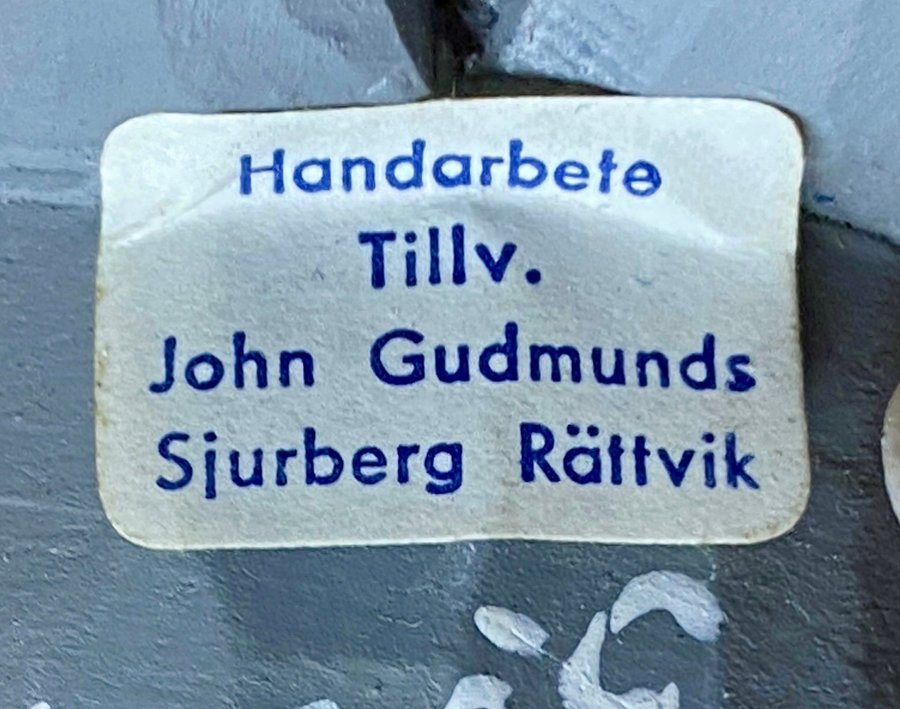 Handarbete
Tillv.
John Gudmunds
Sjurberg Rättvik